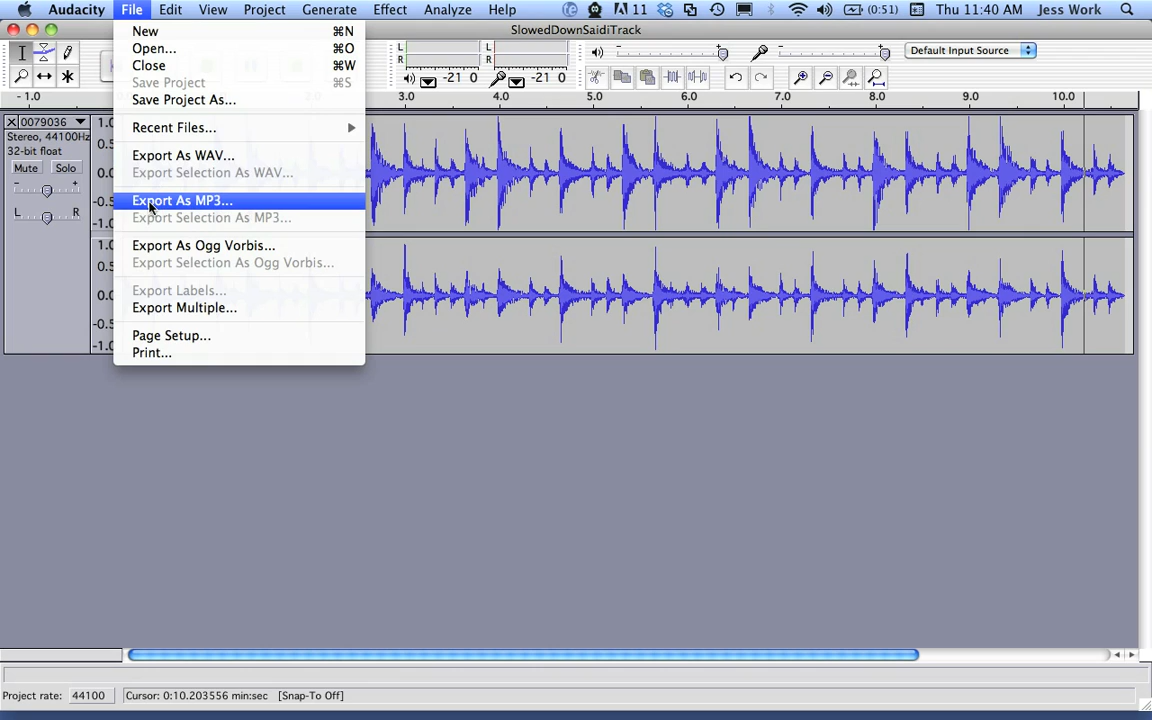 Audacity File Edit View Project Generate Effect Analyze Help 11 (0:51) Thu 11:40 AM Jess Work
SlowedDownSaidiTrack
New ⌘N
Open... ⌘O
Close ⌘W
Save Project ⌘S
Save Project As...
Recent Files...
Export As WAV...
Export Selection As WAV...
Export As MP3...
Export Selection As MP3...
Export As Ogg Vorbis...
Export Selection As Ogg Vorbis...
Export Labels...
Export Multiple...
Page Setup...
Print...
L
R
-21 0
L
R
-21 0
Default Input Source
- 1.0 3.0 4.0 5.0 6.0 7.0 8.0 9.0 10.0
0079036
Stereo, 44100Hz
32-bit float
Mute Solo
- +
L R
1.0
0.5
0.0
-0.5
-1.0
1.0
0.5
0.0
-0.5
-1.0
Project rate: 44100 Cursor: 0:10.203556 min:sec [Snap-To Off]